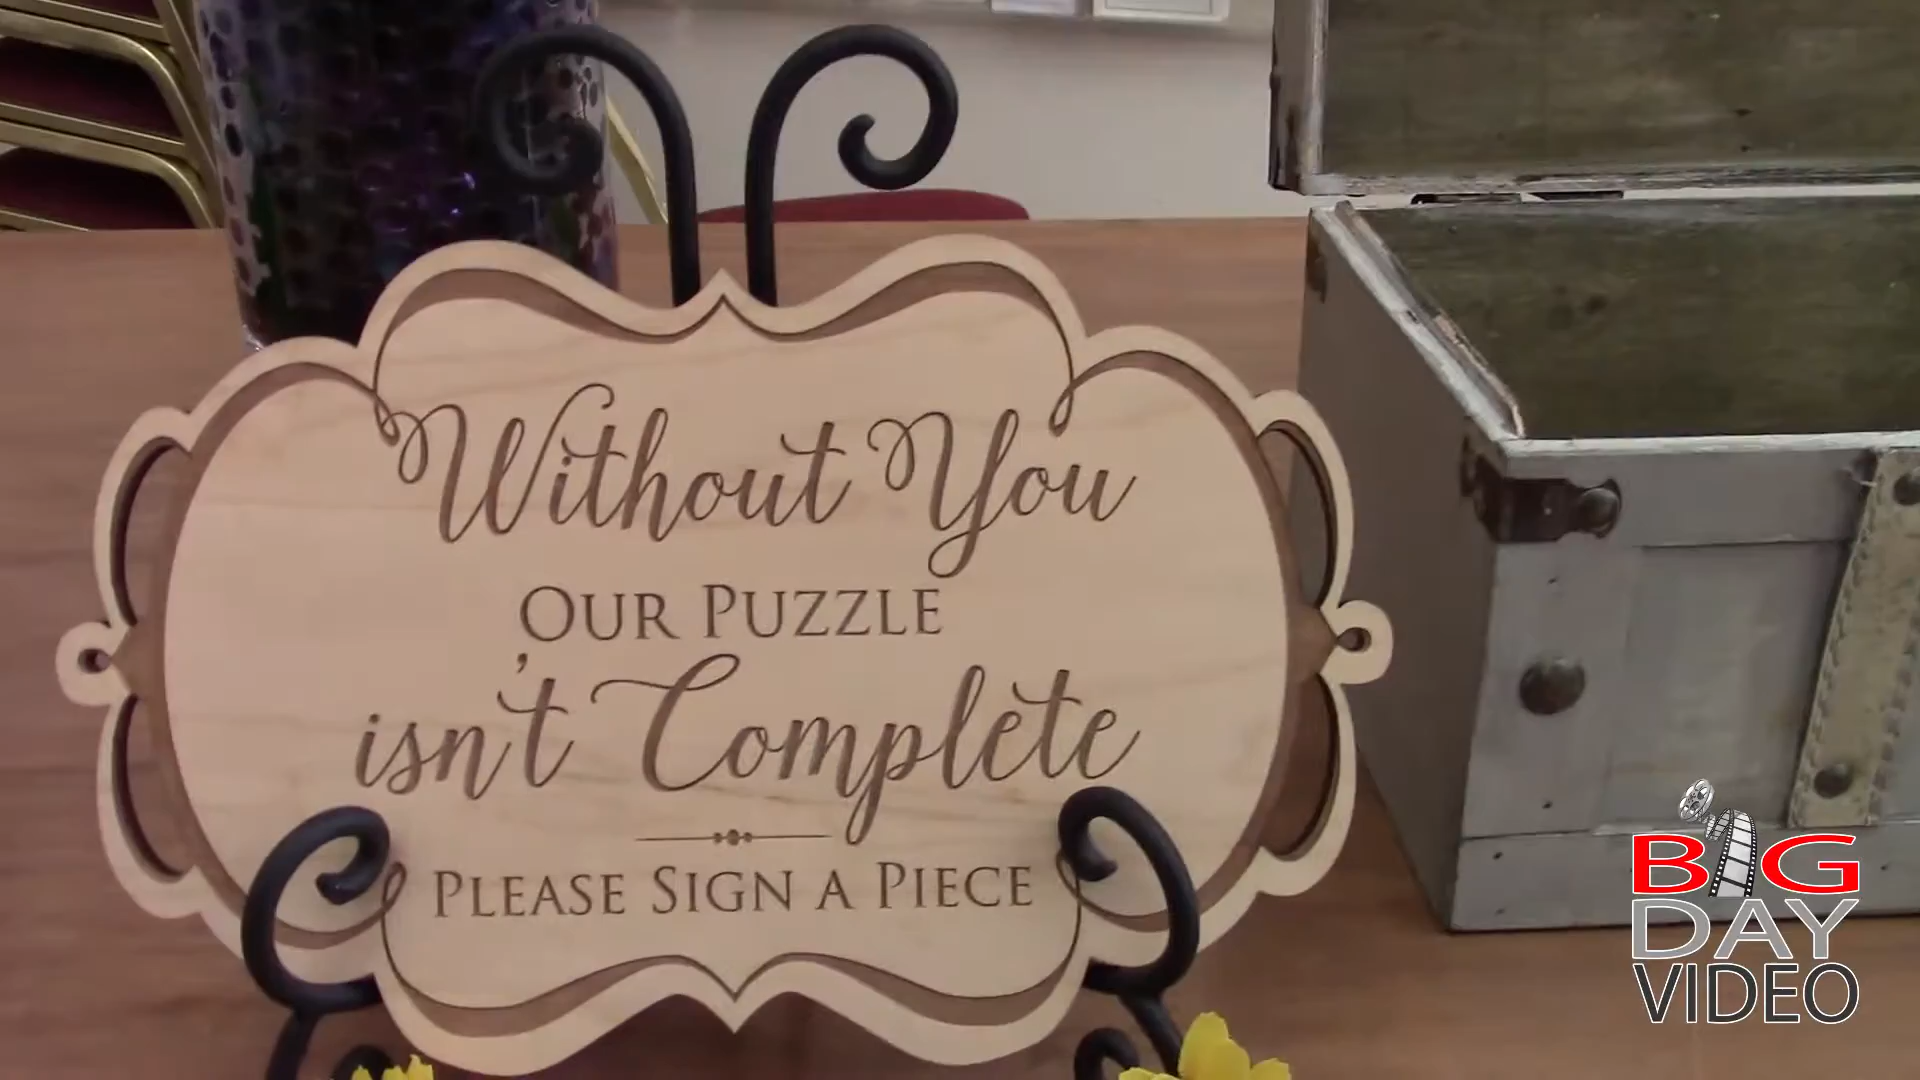 Without You
OUR PUZZLE
isn't Complete
PLEASE SIGN A PIECE
BIG
DAY
VIDEO